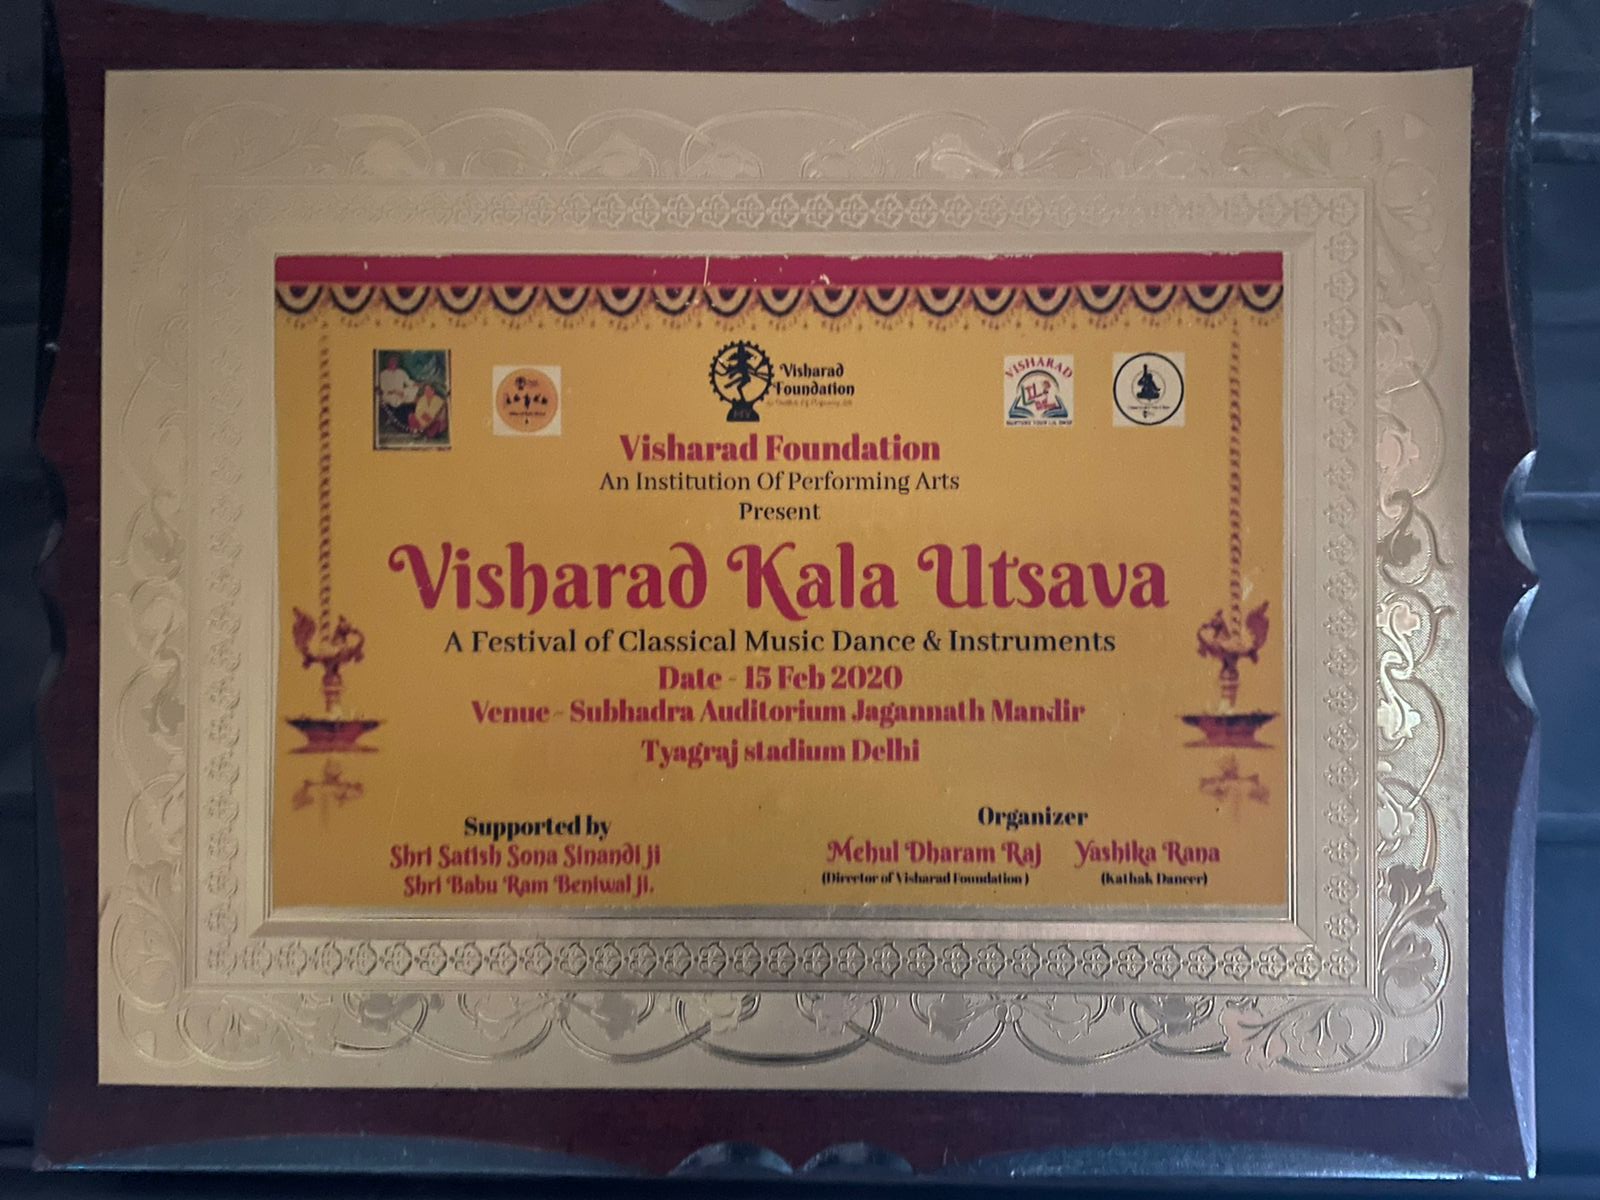 Visharad
Foundation
VISHARAD
Visharad Foundation
An Institution Of Performing Arts
Present
Visharad Kala Utsava
A Festival of Classical Music Dance & Instruments
Date - 15 Feb 2020
Venue - Subhadra Auditorium Jagannath Mandir
Tyagraj stadium Delhi
Supported by
Shri Satish Sona Sinandi ji
Shri Babu Ram Beniwal ji.
Organizer
Mehul Dharam Raj Yashika Rana
(Director of Visharad Foundation) (Kathak Dancer)